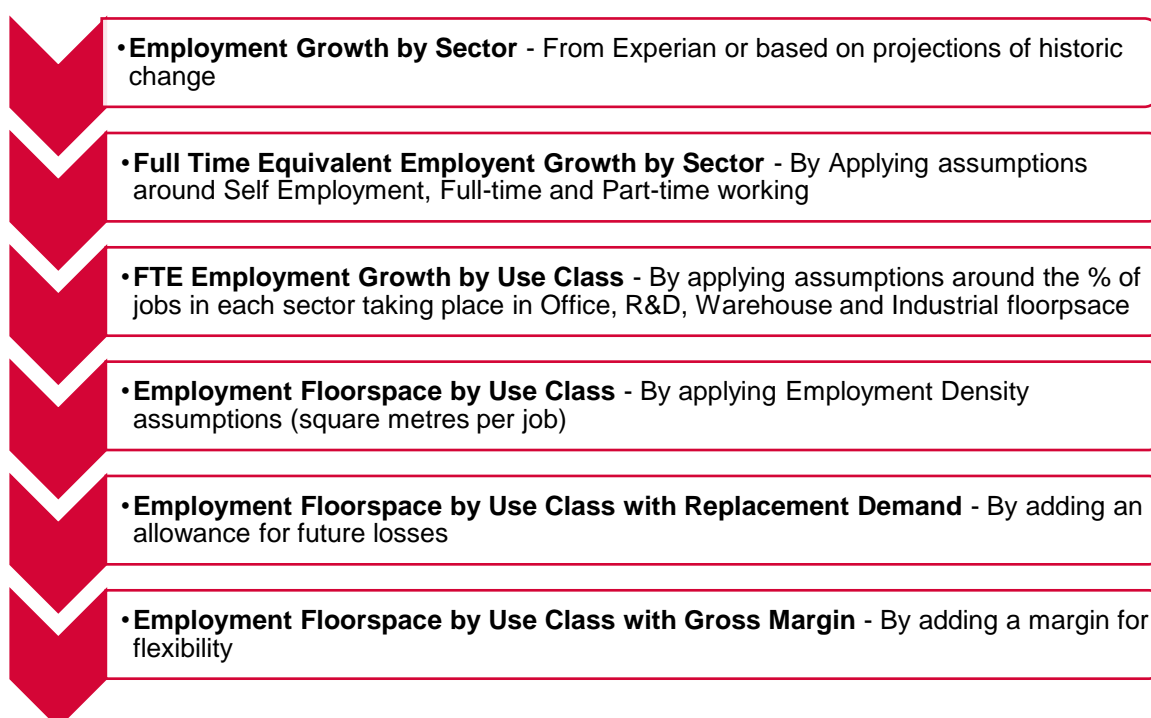 •Employment Growth by Sector - From Experian or based on projections of historic
change
•Full Time Equivalent Employent Growth by Sector - By Applying assumptions
around Self Employment, Full-time and Part-time working
•FTE Employment Growth by Use Class - By applying assumptions around the % of
jobs in each sector taking place in Office, R&D, Warehouse and Industrial floorpsace
•Employment Floorspace by Use Class - By applying Employment Density
assumptions (square metres per job)
•Employment Floorspace by Use Class with Replacement Demand - By adding an
allowance for future losses
•Employment Floorspace by Use Class with Gross Margin - By adding a margin for
flexibility